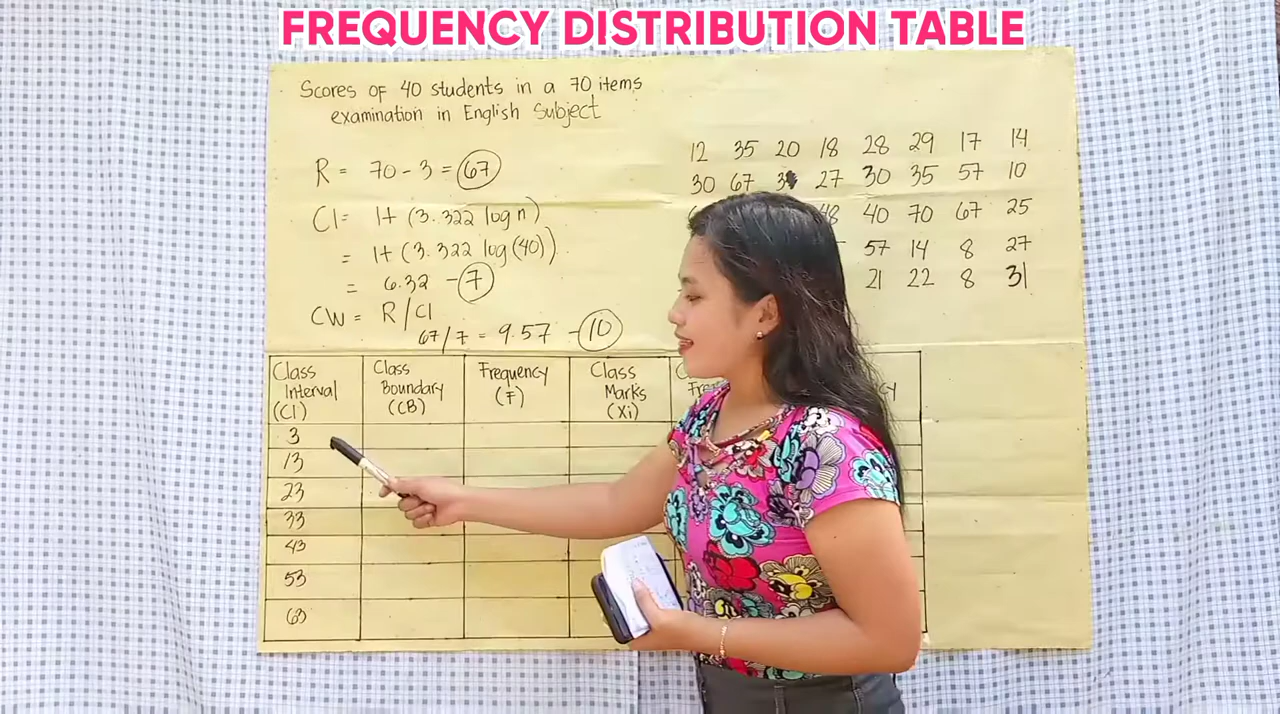 FREQUENCY DISTRIBUTION TABLE
Scores of 40 students in a 70 items
examination in English Subject
R = 70 - 3 = 67
CI = 1 + (3.322 log n)
= 1 + (3.322 log (40))
= 6.32 - 7
CW = R/CI
67/7 = 9.57 - 10
12 35 20 18 28 29 17 14
30 67 27 30 35 57 10
48 40 70 67 25
57 14 8 27
21 22 8 31
Class Interval (CI)
Class Boundary (CB)
Frequency (F)
Class Marks (Xi)
3
13
23
33
43
53
63